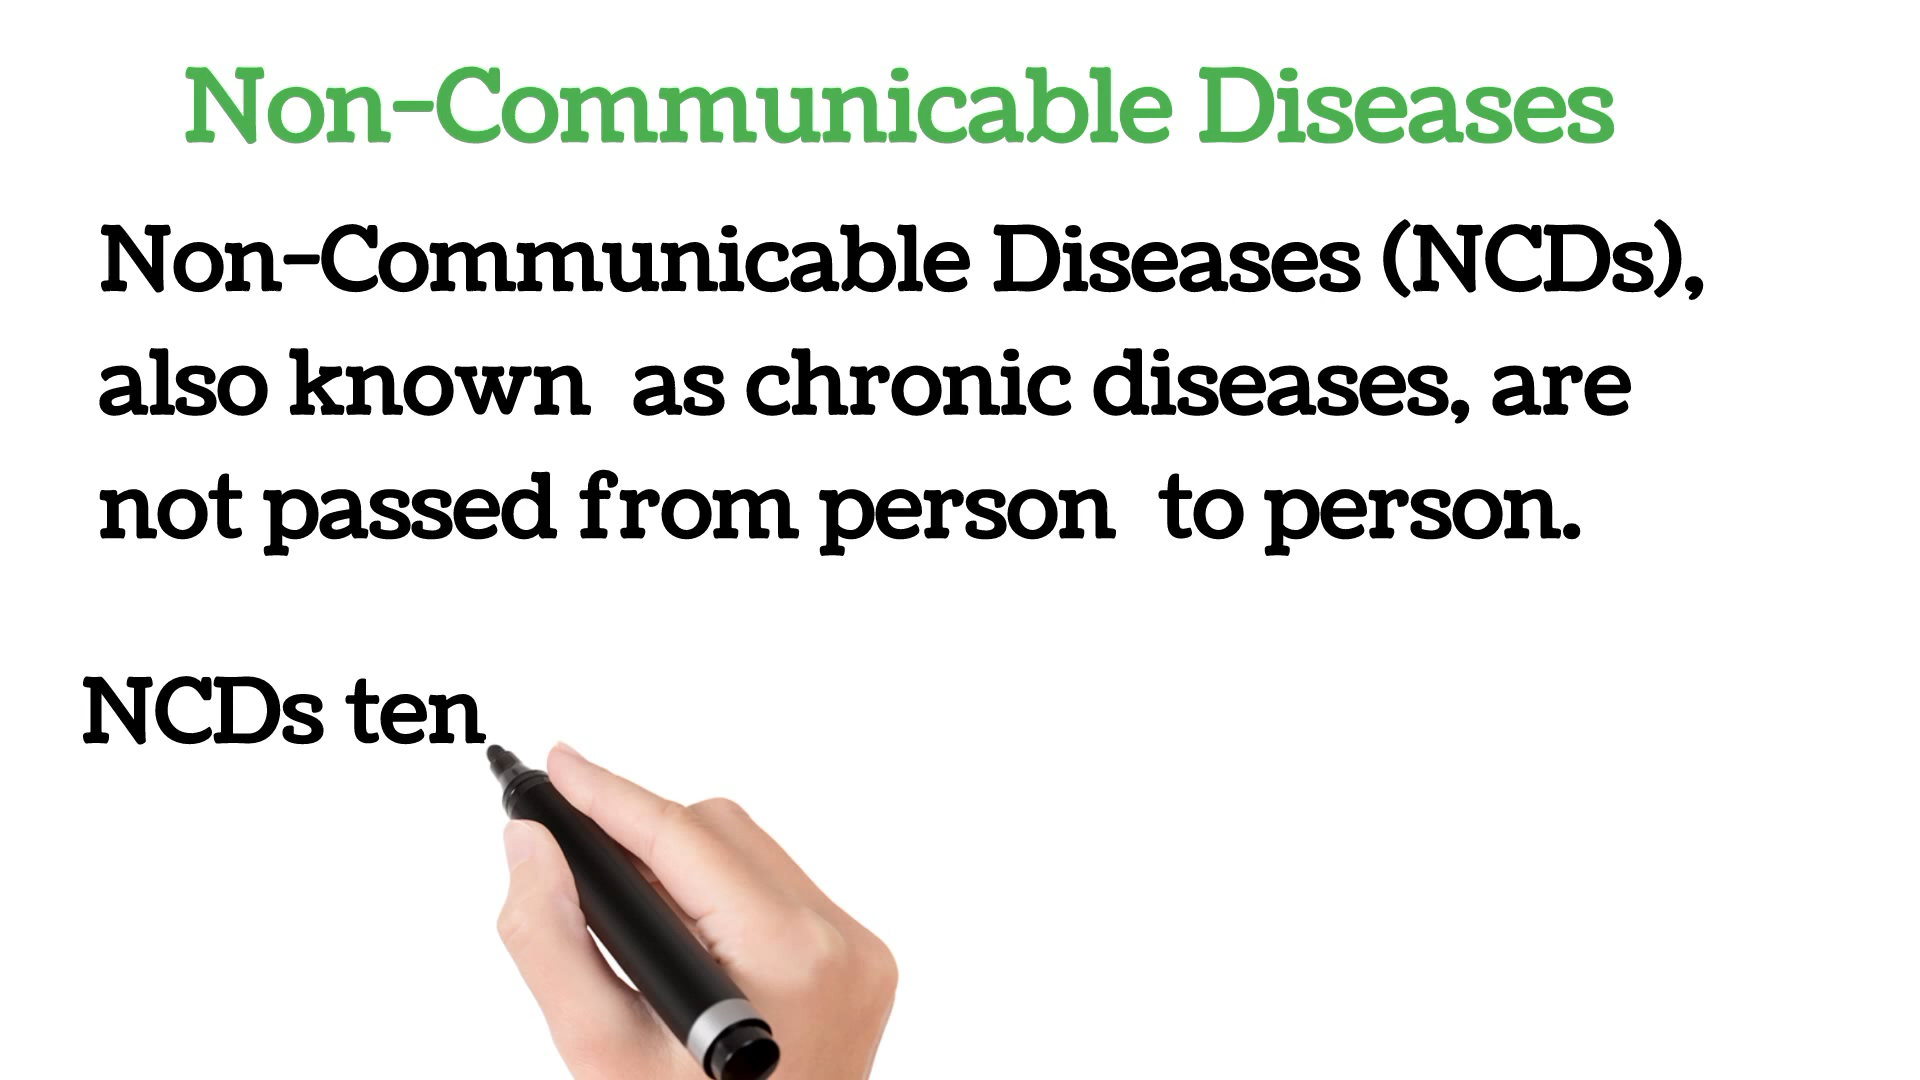 Non-Communicable Diseases
Non-Communicable Diseases (NCDs),
also known as chronic diseases, are
not passed from person to person.
NCDs ten